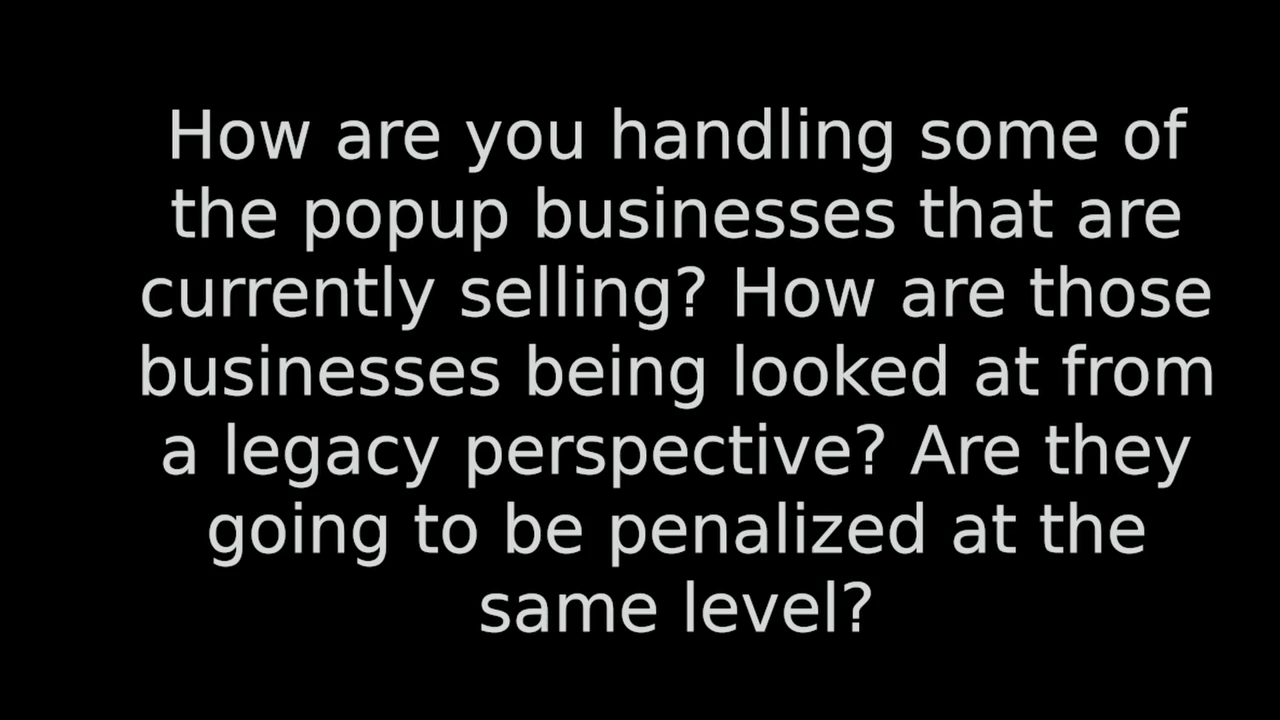 How are you handling some of
the popup businesses that are
currently selling? How are those
businesses being looked at from
a legacy perspective? Are they
going to be penalized at the
same level?